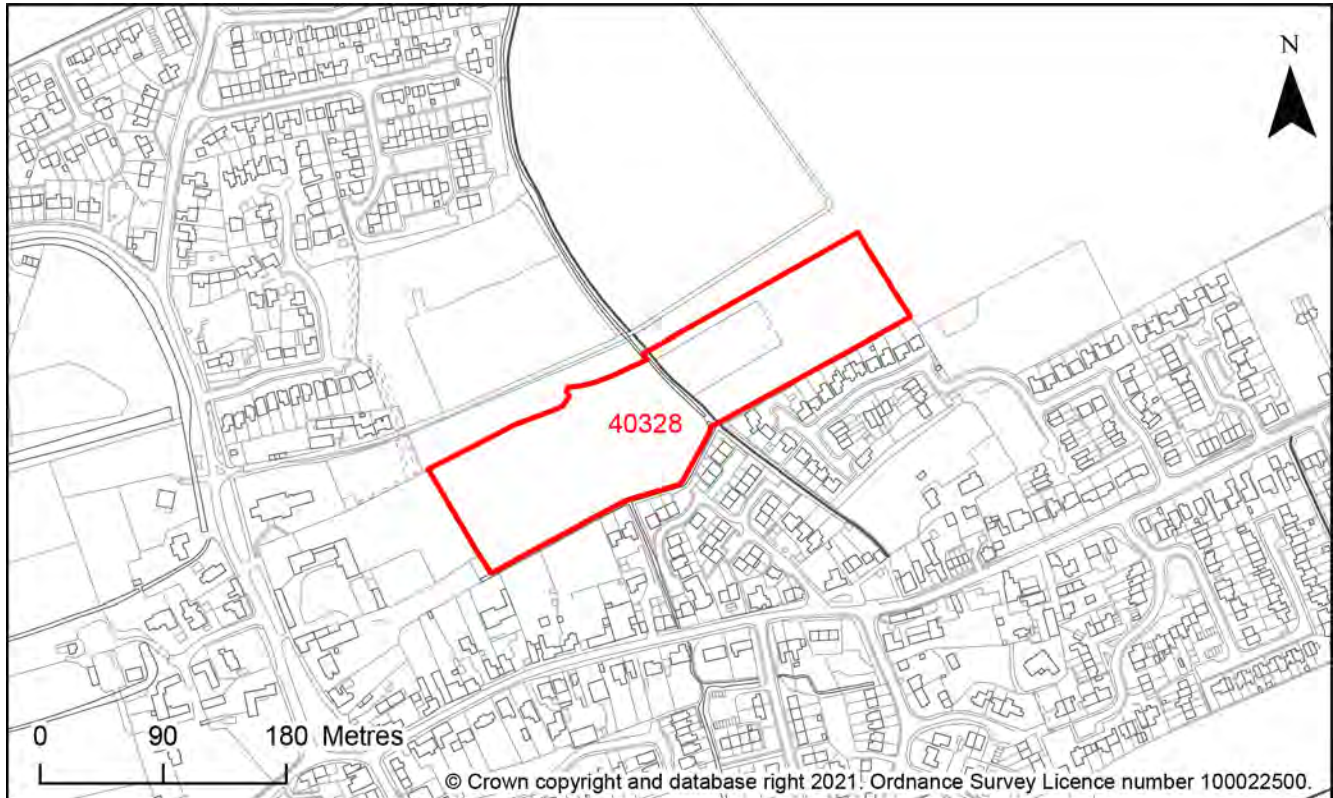 N
40328
0 90 180 Metres
© Crown copyright and database right 2021. Ordnance Survey Licence number 100022500.